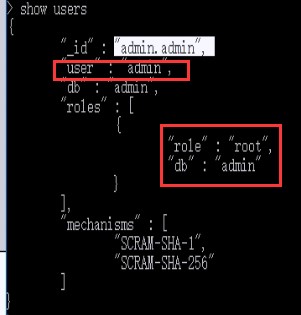 > show users
{
"_id" : "admin.admin",
"user" : "admin",
"db" : "admin",
"roles" : [
{
"role" : "root",
"db" : "admin"
}
],
"mechanisms" : [
"SCRAM-SHA-1",
"SCRAM-SHA-256"
]
}